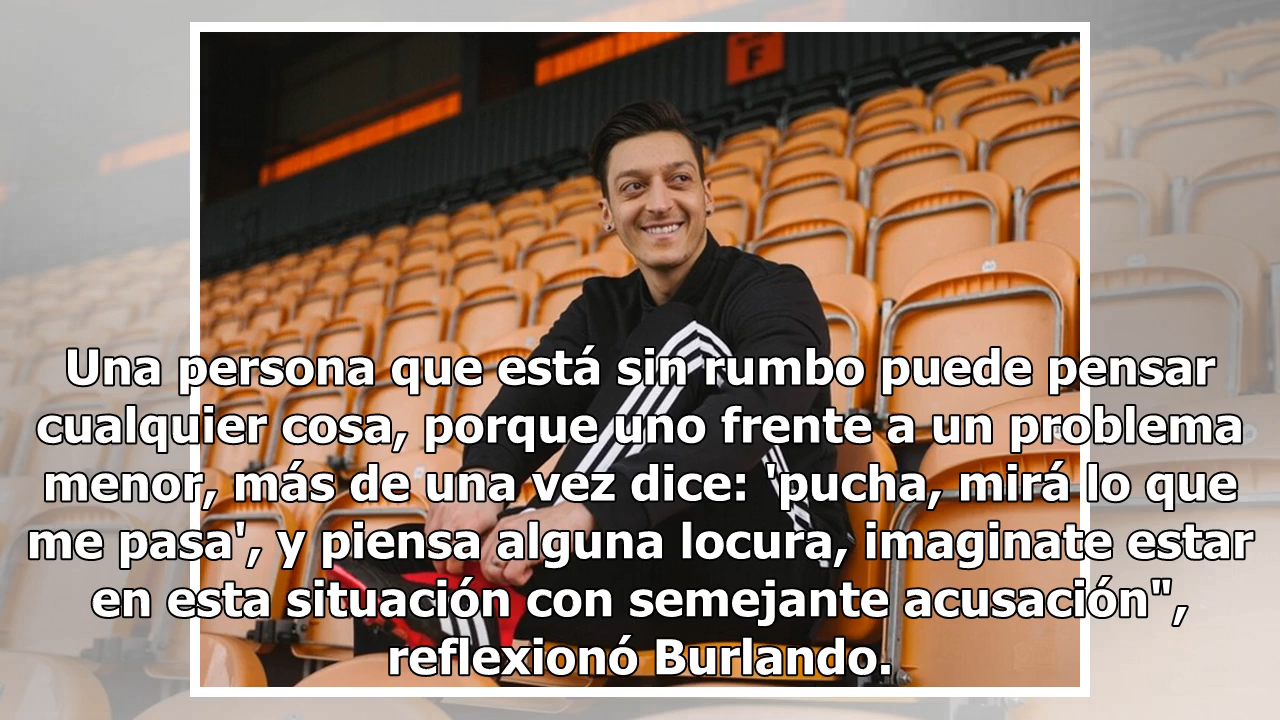 F
Una persona que está sin rumbo puede pensar
cualquier cosa, porque uno frente a un problema
menor, más de una vez dice: 'pucha, mirá lo que
me pasa', y piensa alguna locura, imaginate estar
en esta situación con semejante acusación",
reflexionó Burlando.